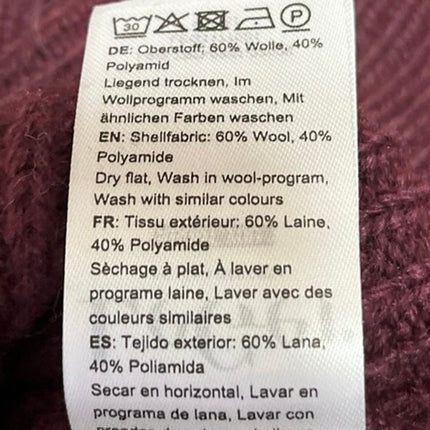 30 P
DE: Oberstoff: 60% Wolle, 40%
Polyamid
Liegend trocknen, Im
Wollprogramm waschen, Mit
ähnlichen Farben waschen
EN: Shellfabric: 60% Wool, 40%
Polyamide
Dry flat, Wash in wool-program,
Wash with similar colours
FR: Tissu extérieur: 60% Laine,
40% Polyamide
Sèchage à plat, À laver en
programe laine, Laver avec des
couleurs similaires
ES: Tejido exterior: 60% Lana,
40% Poliamida
Secar en horizontal, Lavar en
programa de lana, Lavar con